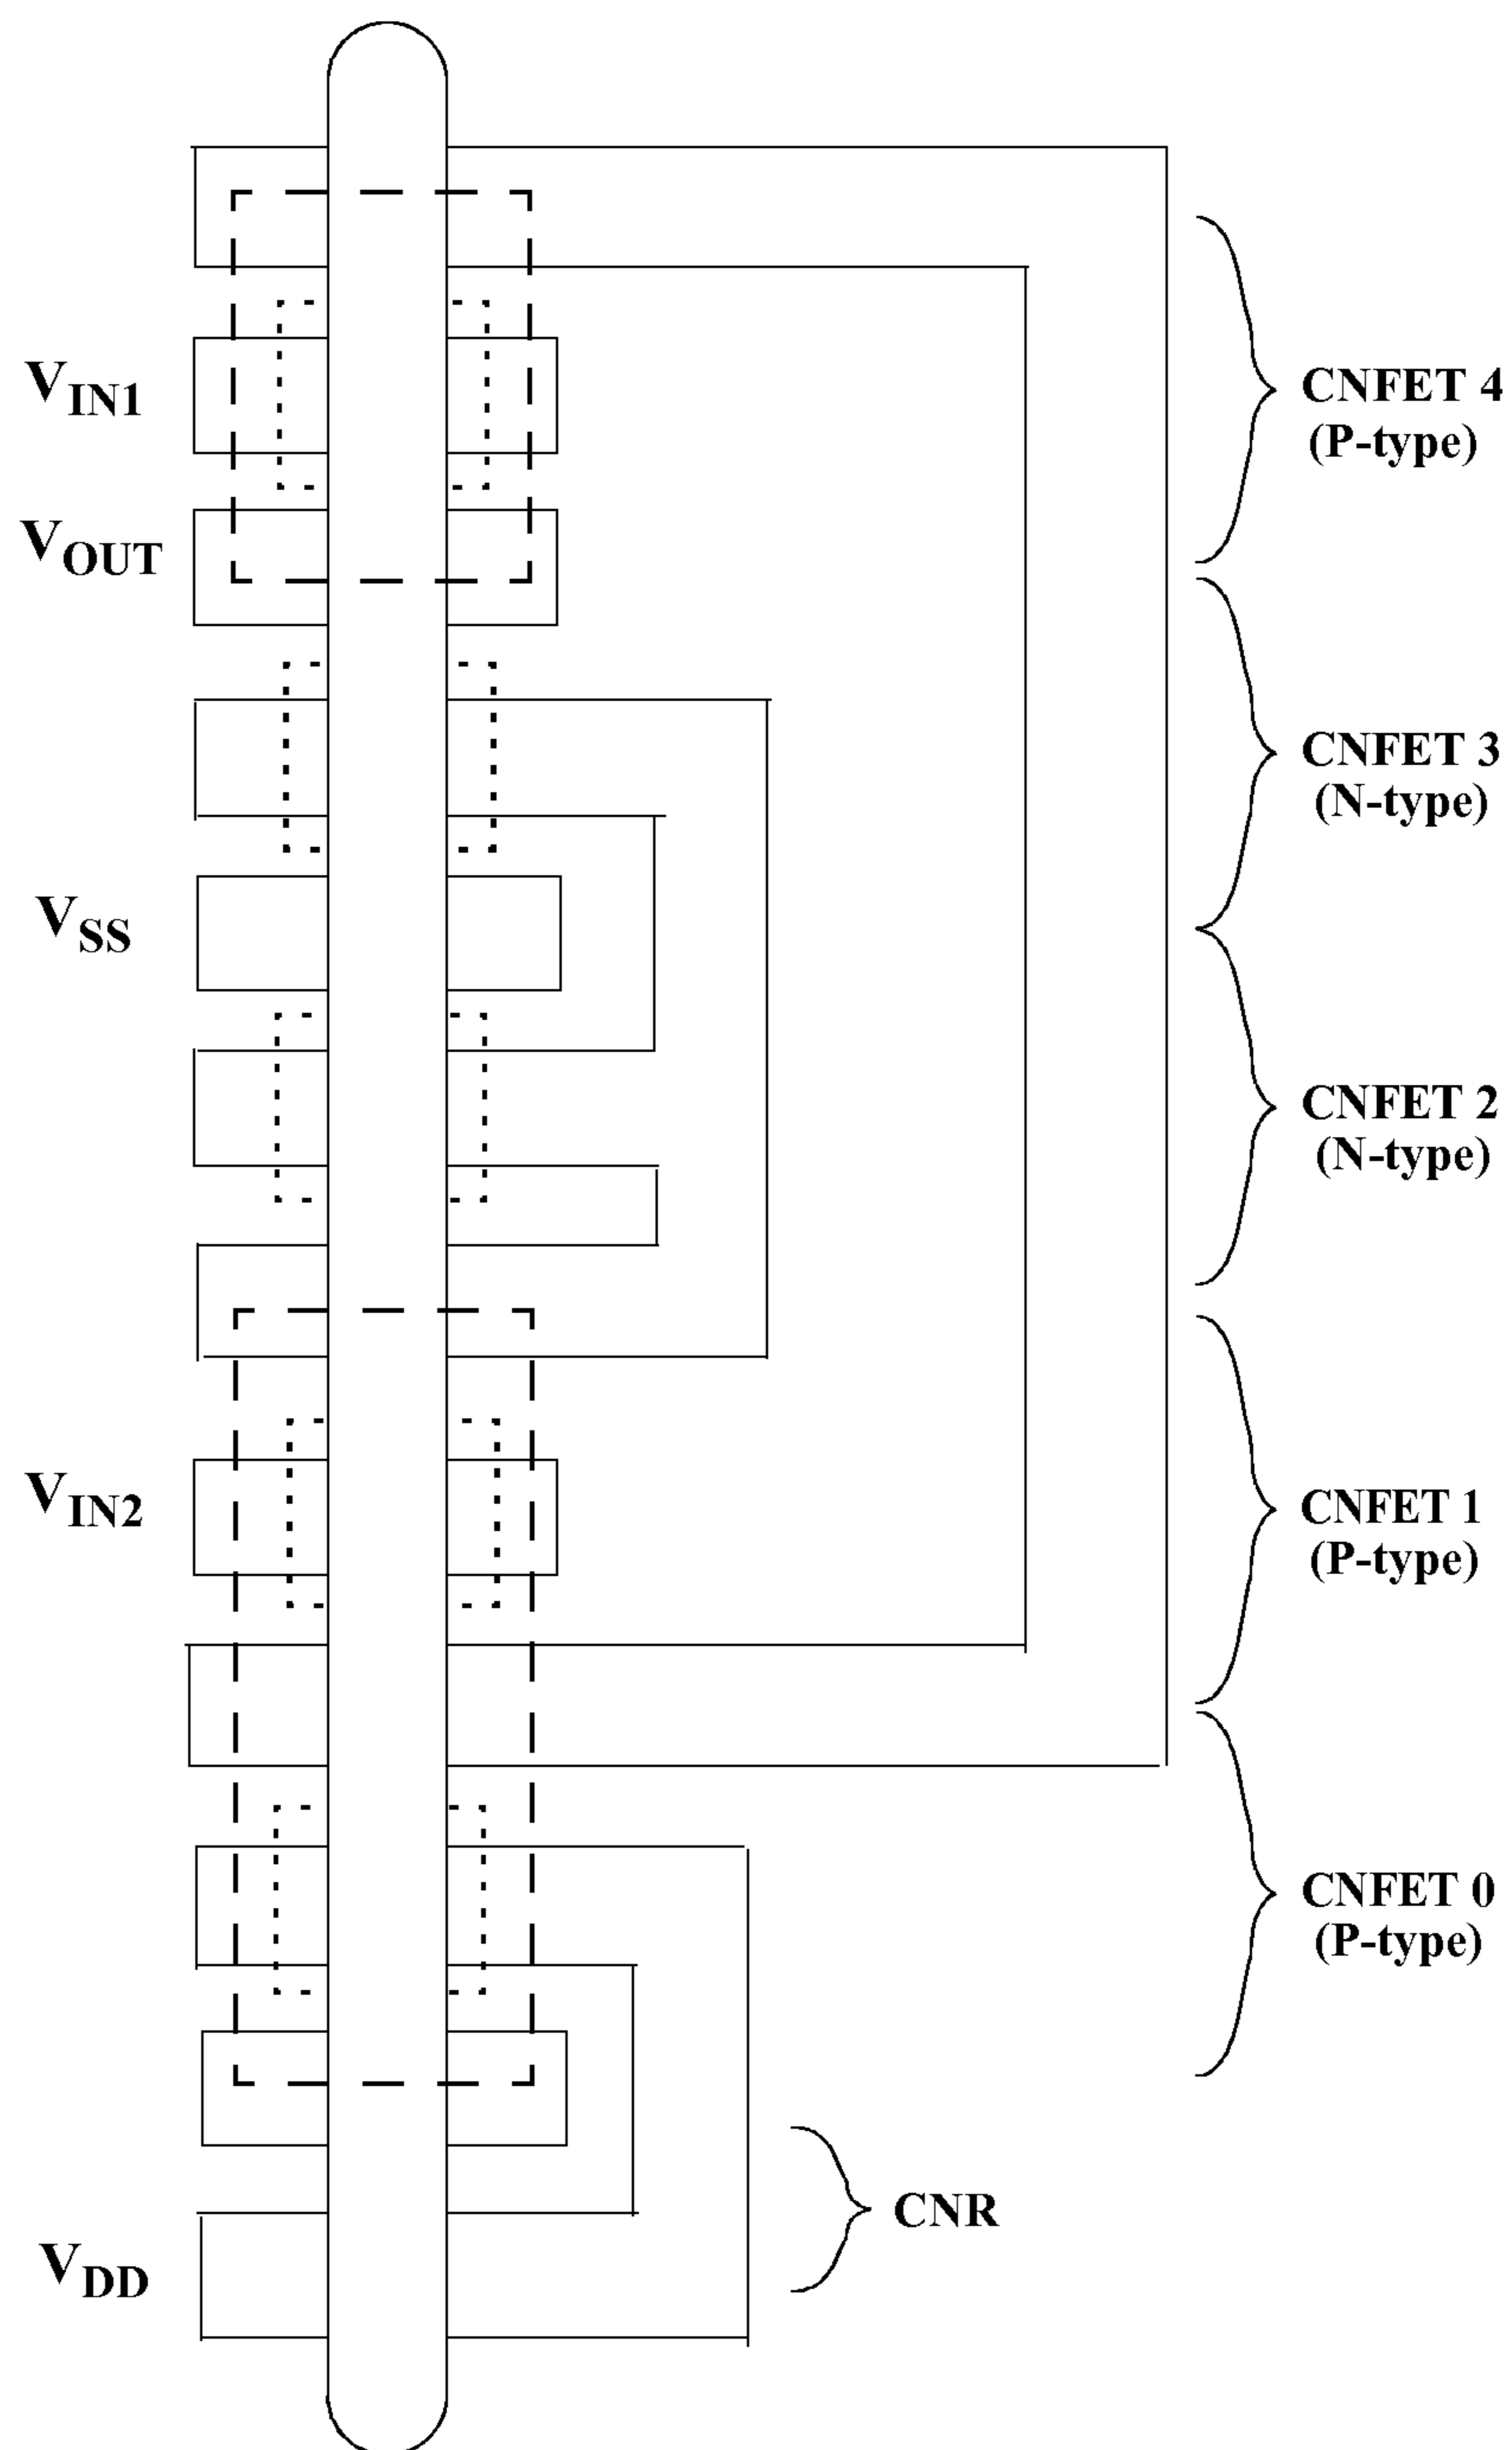 V_IN1
CNFET 4
(P-type)
V_OUT
CNFET 3
(N-type)
V_SS
CNFET 2
(N-type)
V_IN2
CNFET 1
(P-type)
CNFET 0
(P-type)
CNR
V_DD